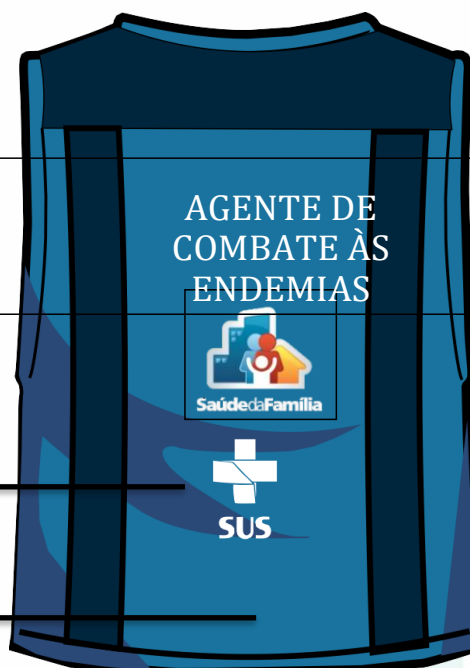 AGENTE DE
COMBATE ÀS
ENDEMIAS
SaúdedaFamília
SUS